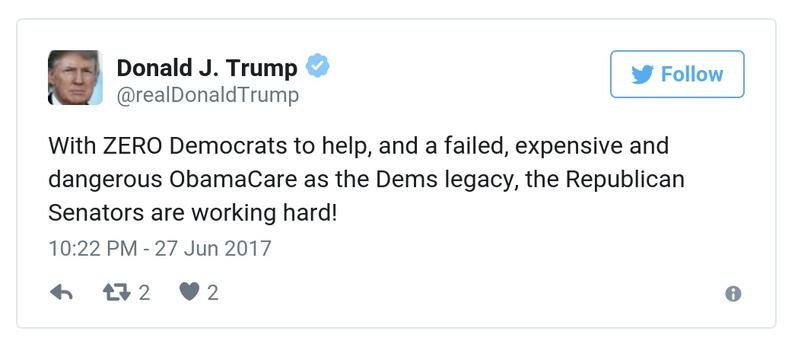 Donald J. Trump
@realDonaldTrump
Follow
With ZERO Democrats to help, and a failed, expensive and
dangerous ObamaCare as the Dems legacy, the Republican
Senators are working hard!
10:22 PM - 27 Jun 2017
2 2